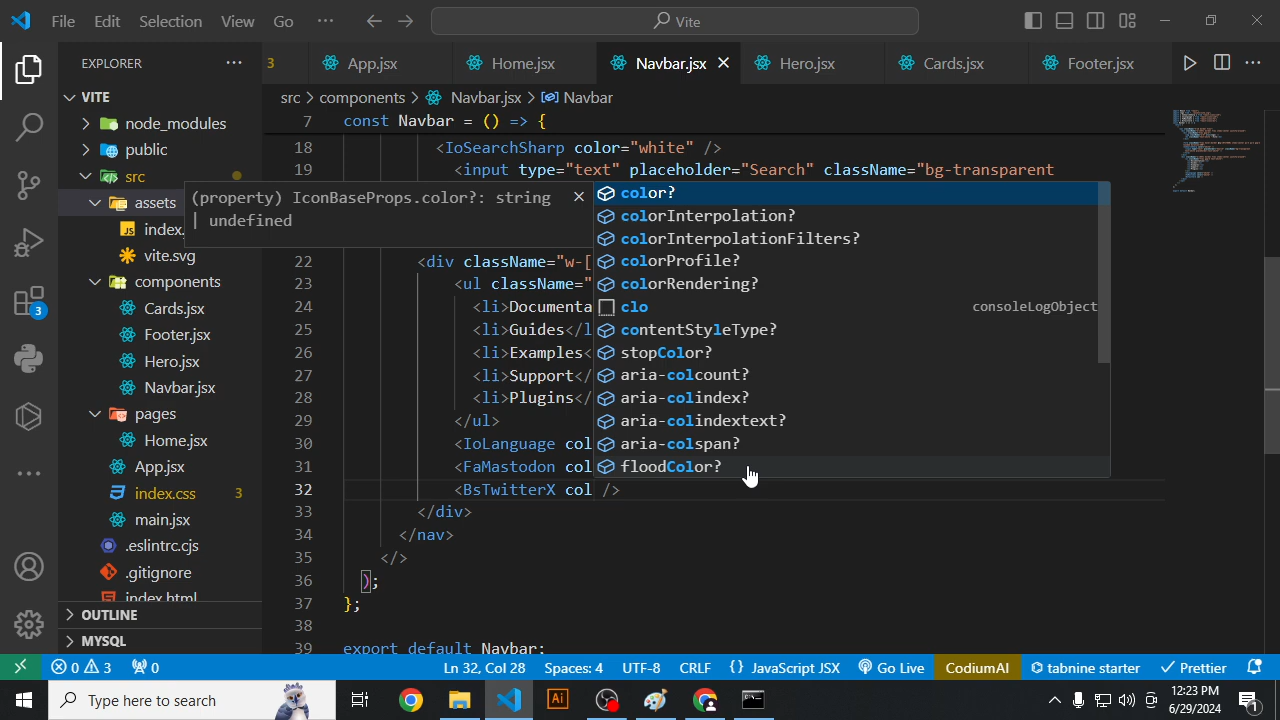 File Edit Selection View Go ··· Vite
EXPLORER ···
3 App.jsx Home.jsx Navbar.jsx Hero.jsx Cards.jsx Footer.jsx ···
VITE
node_modules
public
src
assets
index.
vite.svg
components
Cards.jsx
Footer.jsx
Hero.jsx
Navbar.jsx
pages
Home.jsx
App.jsx
index.css 3
main.jsx
.eslintrc.cjs
.gitignore
index.html
OUTLINE
MYSQL
3
src > components > Navbar.jsx > Navbar
7 const Navbar = () => {
18 <IoSearchSharp color="white" />
19 <input type="text" placeholder="Search" className="bg-transparent
(property) IconBaseProps.color?: string
| undefined
color?
colorInterpolation?
colorInterpolationFilters?
colorProfile?
colorRendering?
clo consoleLogObject
contentStyleType?
stopColor?
aria-colcount?
aria-colindex?
aria-colindextext?
aria-colspan?
floodColor?
22 <div className="w-[
23 <ul className="
24 <li>Documenta
25 <li>Guides</l
26 <li>Examples<
27 <li>Support</
28 <li>Plugins</
29 </ul>
30 <IoLanguage col
31 <FaMastodon col
32 <BsTwitterX col />
33 </div>
34 </nav>
35 </>
36 );
37 };
38
39 export default Navbar;
0 3 0 Ln 32, Col 28 Spaces: 4 UTF-8 CRLF {} JavaScript JSX Go Live CodiumAI tabnine starter Prettier
Type here to search
Ai
12:23 PM
6/29/2024
1